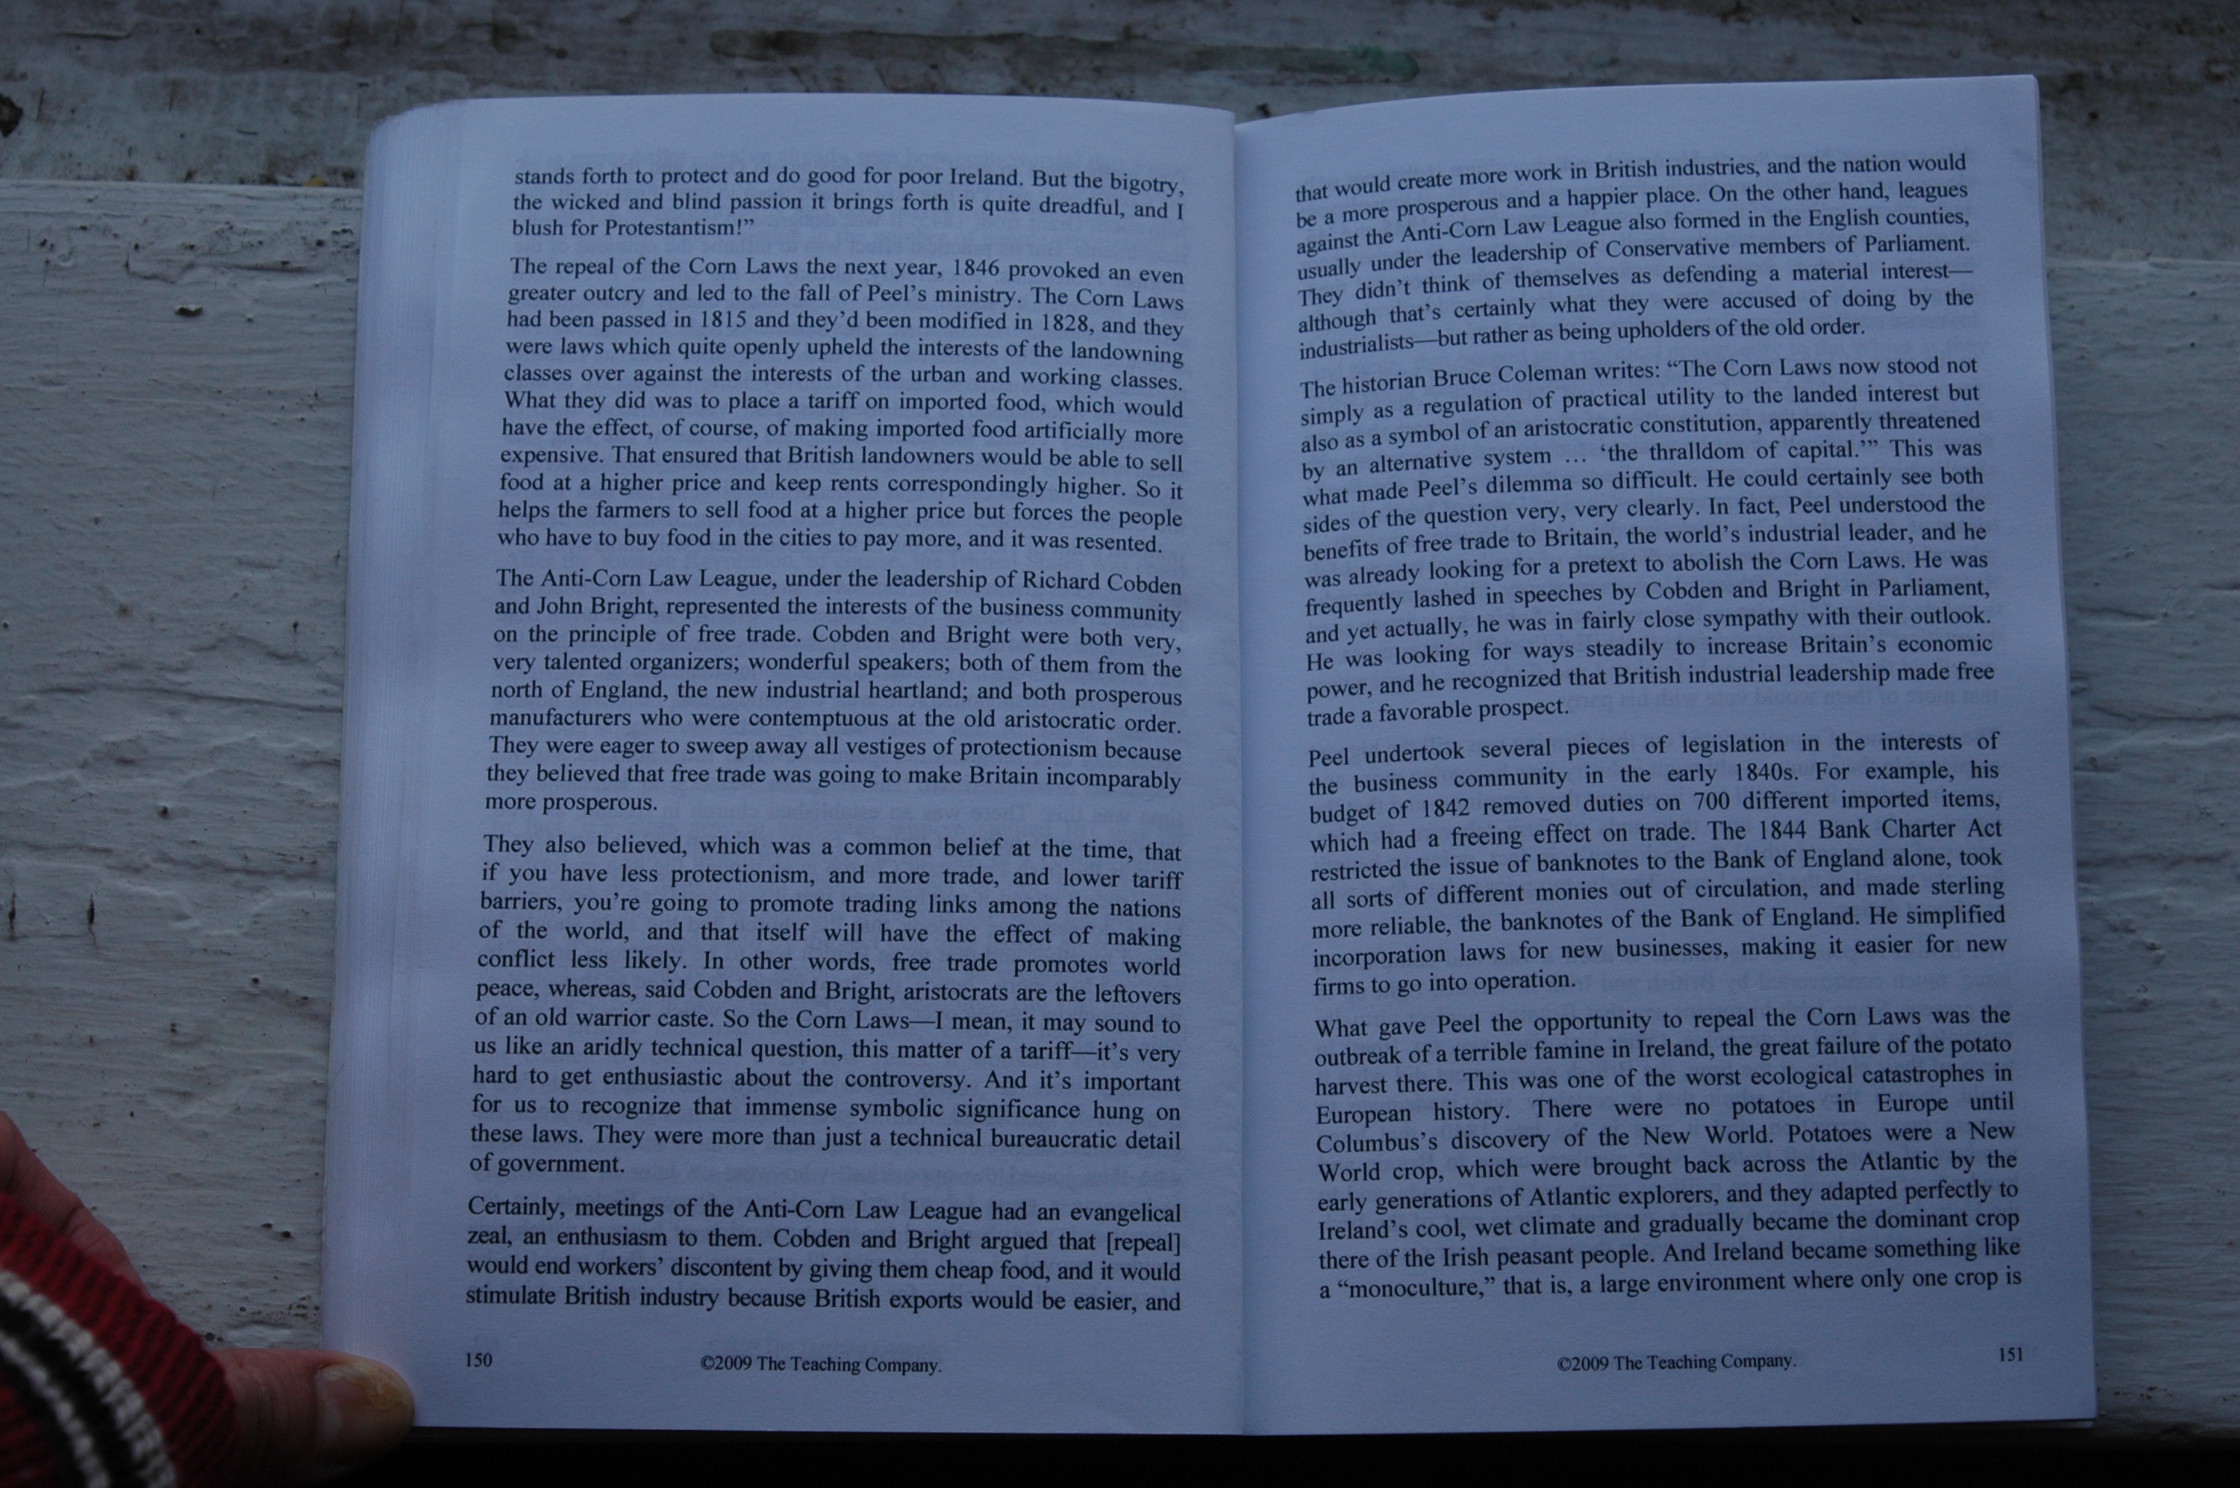 stands forth to protect and do good for poor Ireland. But the bigotry,
the wicked and blind passion it brings forth is quite dreadful, and I
blush for Protestantism!”
The repeal of the Corn Laws the next year, 1846 provoked an even
greater outcry and led to the fall of Peel’s ministry. The Corn Laws
had been passed in 1815 and they’d been modified in 1828, and they
were laws which quite openly upheld the interests of the landowning
classes over against the interests of the urban and working classes.
What they did was to place a tariff on imported food, which would
have the effect, of course, of making imported food artificially more
expensive. That ensured that British landowners would be able to sell
food at a higher price and keep rents correspondingly higher. So it
helps the farmers to sell food at a higher price but forces the people
who have to buy food in the cities to pay more, and it was resented.
The Anti-Corn Law League, under the leadership of Richard Cobden
and John Bright, represented the interests of the business community
on the principle of free trade. Cobden and Bright were both very,
very talented organizers; wonderful speakers; both of them from the
north of England, the new industrial heartland; and both prosperous
manufacturers who were contemptuous at the old aristocratic order.
They were eager to sweep away all vestiges of protectionism because
they believed that free trade was going to make Britain incomparably
more prosperous.
They also believed, which was a common belief at the time, that
if you have less protectionism, and more trade, and lower tariff
barriers, you’re going to promote trading links among the nations
of the world, and that itself will have the effect of making
conflict less likely. In other words, free trade promotes world
peace, whereas, said Cobden and Bright, aristocrats are the leftovers
of an old warrior caste. So the Corn Laws—I mean, it may sound to
us like an aridly technical question, this matter of a tariff—it’s very
hard to get enthusiastic about the controversy. And it’s important
for us to recognize that immense symbolic significance hung on
these laws. They were more than just a technical bureaucratic detail
of government.
Certainly, meetings of the Anti-Corn Law League had an evangelical
zeal, an enthusiasm to them. Cobden and Bright argued that [repeal]
would end workers’ discontent by giving them cheap food, and it would
stimulate British industry because British exports would be easier, and
150
©2009 The Teaching Company.
that would create more work in British industries, and the nation would
be a more prosperous and a happier place. On the other hand, leagues
against the Anti-Corn Law League also formed in the English counties,
usually under the leadership of Conservative members of Parliament.
They didn’t think of themselves as defending a material interest—
although that’s certainly what they were accused of doing by the
industrialists—but rather as being upholders of the old order.
The historian Bruce Coleman writes: “The Corn Laws now stood not
simply as a regulation of practical utility to the landed interest but
also as a symbol of an aristocratic constitution, apparently threatened
by an alternative system … ‘the thralldom of capital.’” This was
what made Peel’s dilemma so difficult. He could certainly see both
sides of the question very, very clearly. In fact, Peel understood the
benefits of free trade to Britain, the world’s industrial leader, and he
was already looking for a pretext to abolish the Corn Laws. He was
frequently lashed in speeches by Cobden and Bright in Parliament,
and yet actually, he was in fairly close sympathy with their outlook.
He was looking for ways steadily to increase Britain’s economic
power, and he recognized that British industrial leadership made free
trade a favorable prospect.
Peel undertook several pieces of legislation in the interests of
the business community in the early 1840s. For example, his
budget of 1842 removed duties on 700 different imported items,
which had a freeing effect on trade. The 1844 Bank Charter Act
restricted the issue of banknotes to the Bank of England alone, took
all sorts of different monies out of circulation, and made sterling
more reliable, the banknotes of the Bank of England. He simplified
incorporation laws for new businesses, making it easier for new
firms to go into operation.
What gave Peel the opportunity to repeal the Corn Laws was the
outbreak of a terrible famine in Ireland, the great failure of the potato
harvest there. This was one of the worst ecological catastrophes in
European history. There were no potatoes in Europe until
Columbus’s discovery of the New World. Potatoes were a New
World crop, which were brought back across the Atlantic by the
early generations of Atlantic explorers, and they adapted perfectly to
Ireland’s cool, wet climate and gradually became the dominant crop
there of the Irish peasant people. And Ireland became something like
a “monoculture,” that is, a large environment where only one crop is
©2009 The Teaching Company.
151